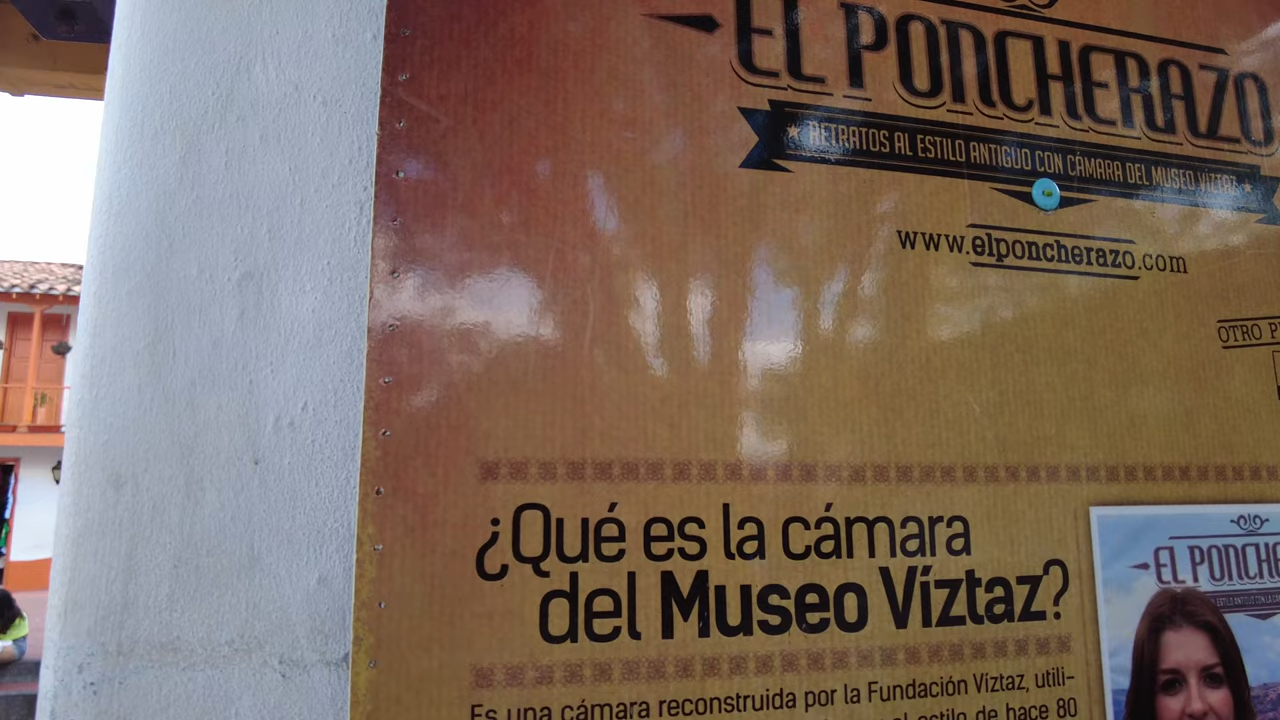 EL PONCHERAZO
RETRATOS AL ESTILO ANTIGUO CON CÁMARA DEL MUSEO VÍZTAZ
www.elponcherazo.com
OTRO
¿Qué es la cámara
del Museo Víztaz?
EL PONCHE
Es una cámara reconstruida por la Fundación Víztaz, utili-
al estilo de hace 80